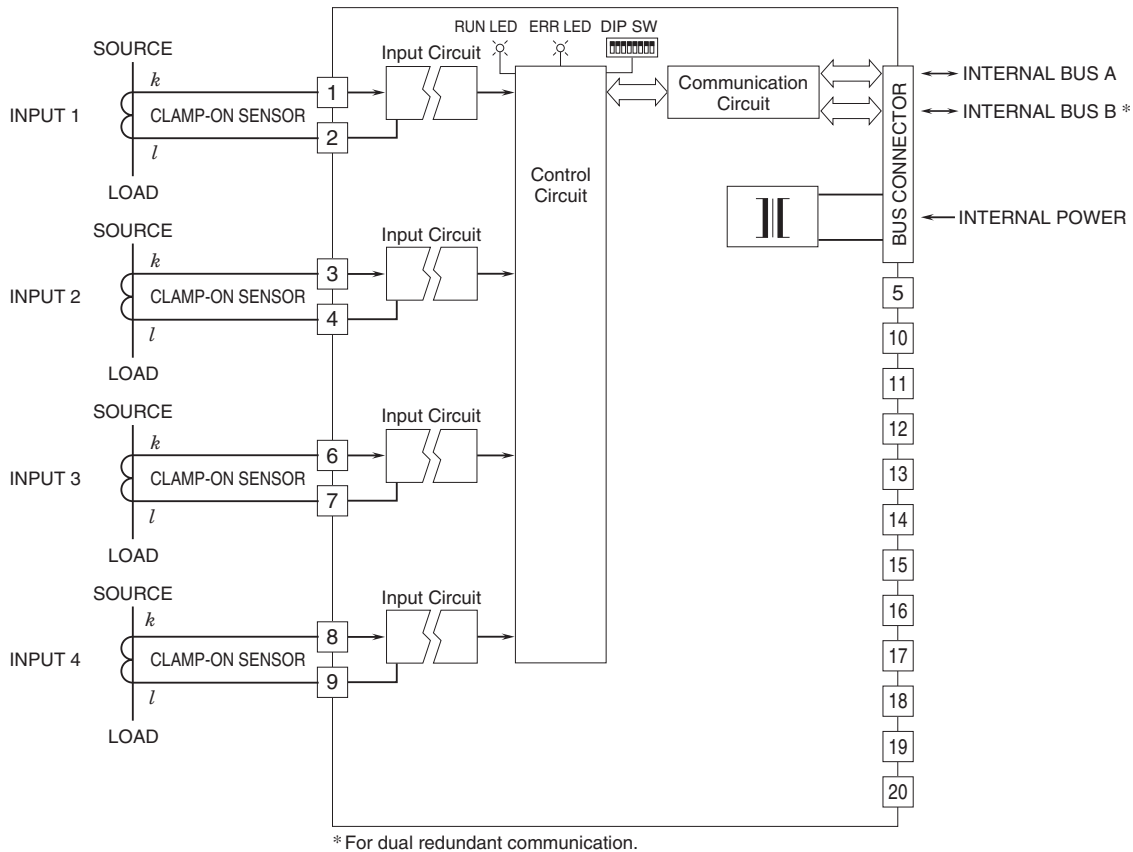 RUN LED ERR LED DIP SW
SOURCE
k
INPUT 1
CLAMP-ON SENSOR
l
LOAD
1
2
Input Circuit
SOURCE
k
INPUT 2
CLAMP-ON SENSOR
l
LOAD
3
4
Input Circuit
SOURCE
k
INPUT 3
CLAMP-ON SENSOR
l
LOAD
6
7
Input Circuit
SOURCE
k
INPUT 4
CLAMP-ON SENSOR
l
LOAD
8
9
Input Circuit
Control
Circuit
Communication
Circuit
BUS CONNECTOR
INTERNAL BUS A
INTERNAL BUS B *
INTERNAL POWER
5
10
11
12
13
14
15
16
17
18
19
20
* For dual redundant communication.